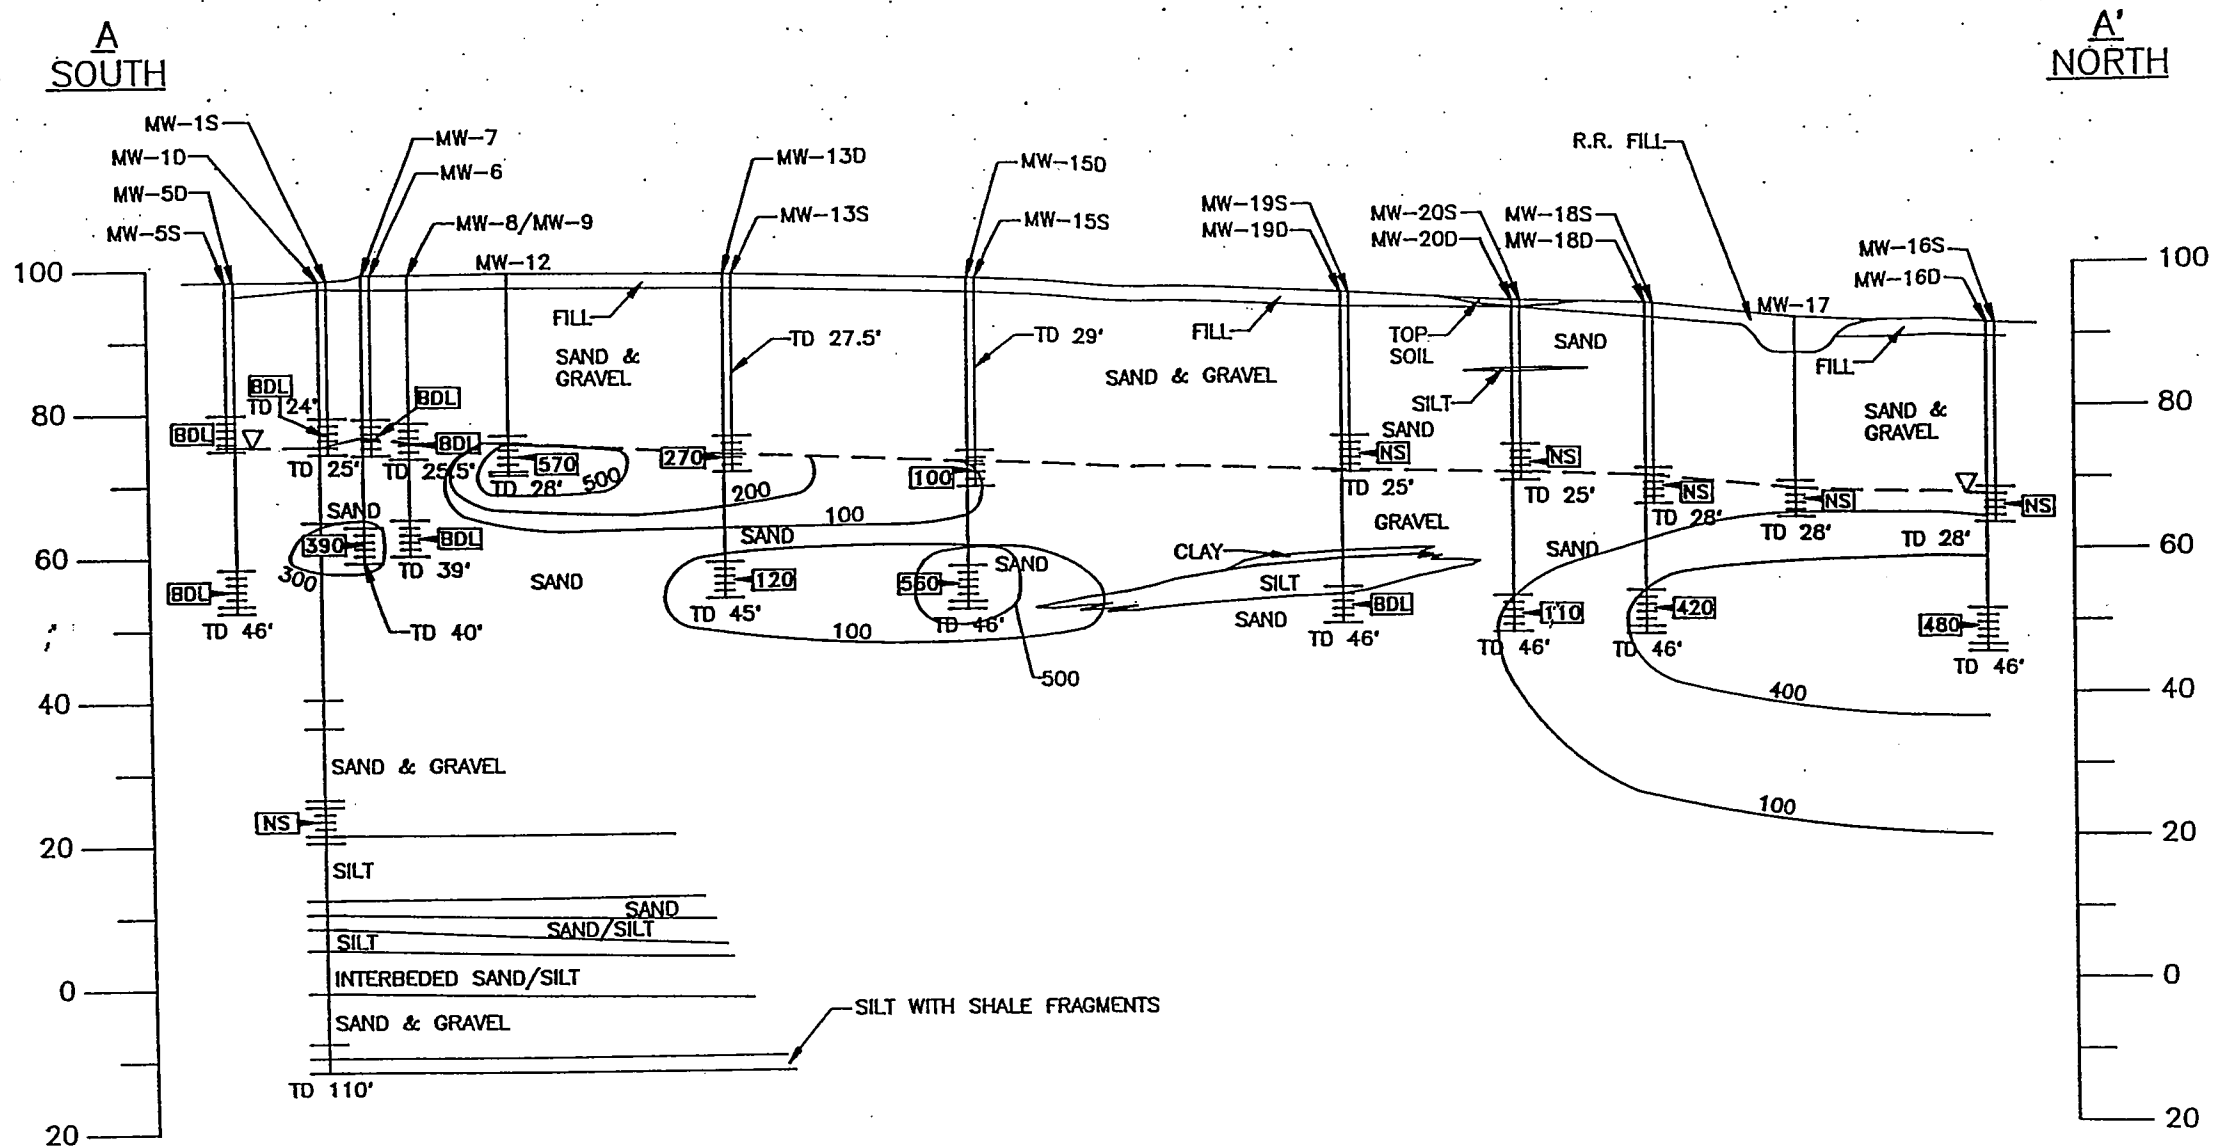 A
SOUTH
A'
NORTH
MW-1S
MW-1D
MW-5D
MW-5S
MW-7
MW-6
MW-8/MW-9
MW-12
MW-13D
MW-13S
MW-15D
MW-15S
MW-19S
MW-19D
MW-20S
MW-20D
MW-18S
MW-18D
R.R. FILL
MW-17
MW-16S
MW-16D
100
80
60
40
20
0
20
100
80
60
40
20
0
20
FILL
SAND &
GRAVEL
TD 27.5'
TD 29'
SAND & GRAVEL
FILL
TOP
SOIL
SAND
SILT
FILL
SAND &
GRAVEL
BDL
TD 24'
BDL
BDL
BDL
TD 25'
TD 25.5'
570
TD 28'
500
270
200
100
100
SAND
NS
TD 25'
NS
TD 25'
NS
TD 28'
NS
TD 28'
NS
TD 28'
SAND
390
300
BDL
TD 39'
TD 40'
BDL
TD 46'
SAND
SAND
120
TD 45'
100
SAND
560
TD 46'
500
GRAVEL
CLAY
SILT
SAND
BDL
TD 46'
SAND
110
TD 46'
420
TD 46'
480
TD 46'
400
100
SAND & GRAVEL
NS
SILT
SAND
SAND/SILT
SILT
INTERBEDED SAND/SILT
SAND & GRAVEL
SILT WITH SHALE FRAGMENTS
TD 110'